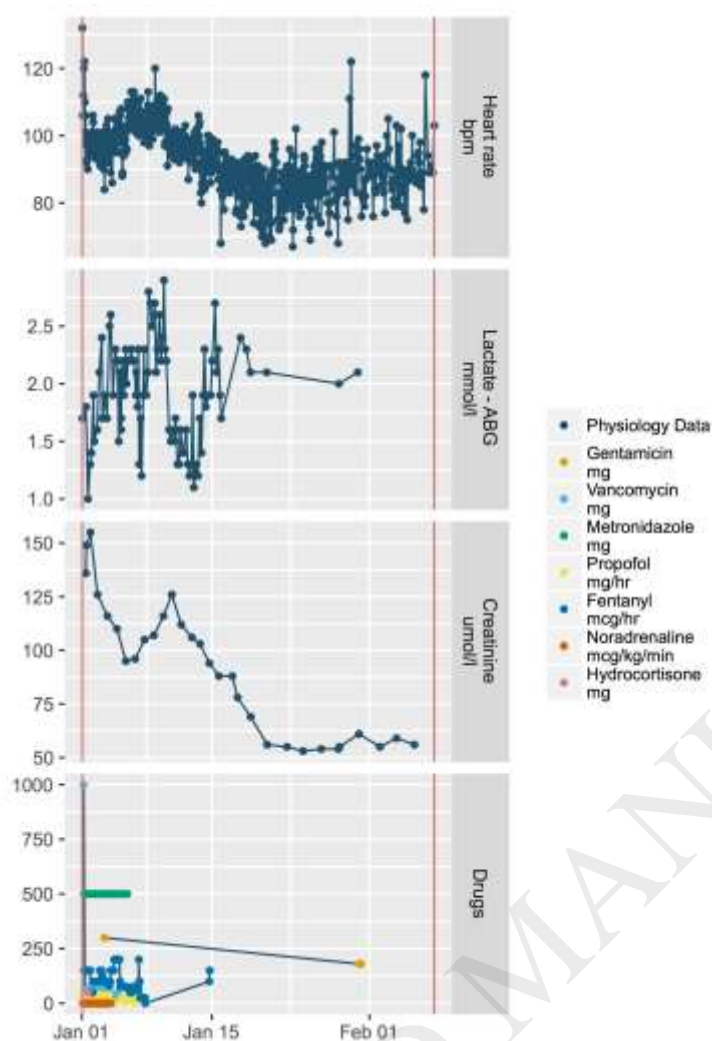 120
100
80
Heart rate
bpm
2.5
2.0
1.5
1.0
Lactate - ABG
mmol/l
150
125
100
75
50
Creatinine
umol/l
1000
750
500
250
0
Drugs
Jan 01
Jan 15
Feb 01
Physiology Data
Gentamicin
mg
Vancomycin
mg
Metronidazole
mg
Propofol
mg/hr
Fentanyl
mcg/hr
Noradrenaline
mcg/kg/min
Hydrocortisone
mg
MAN